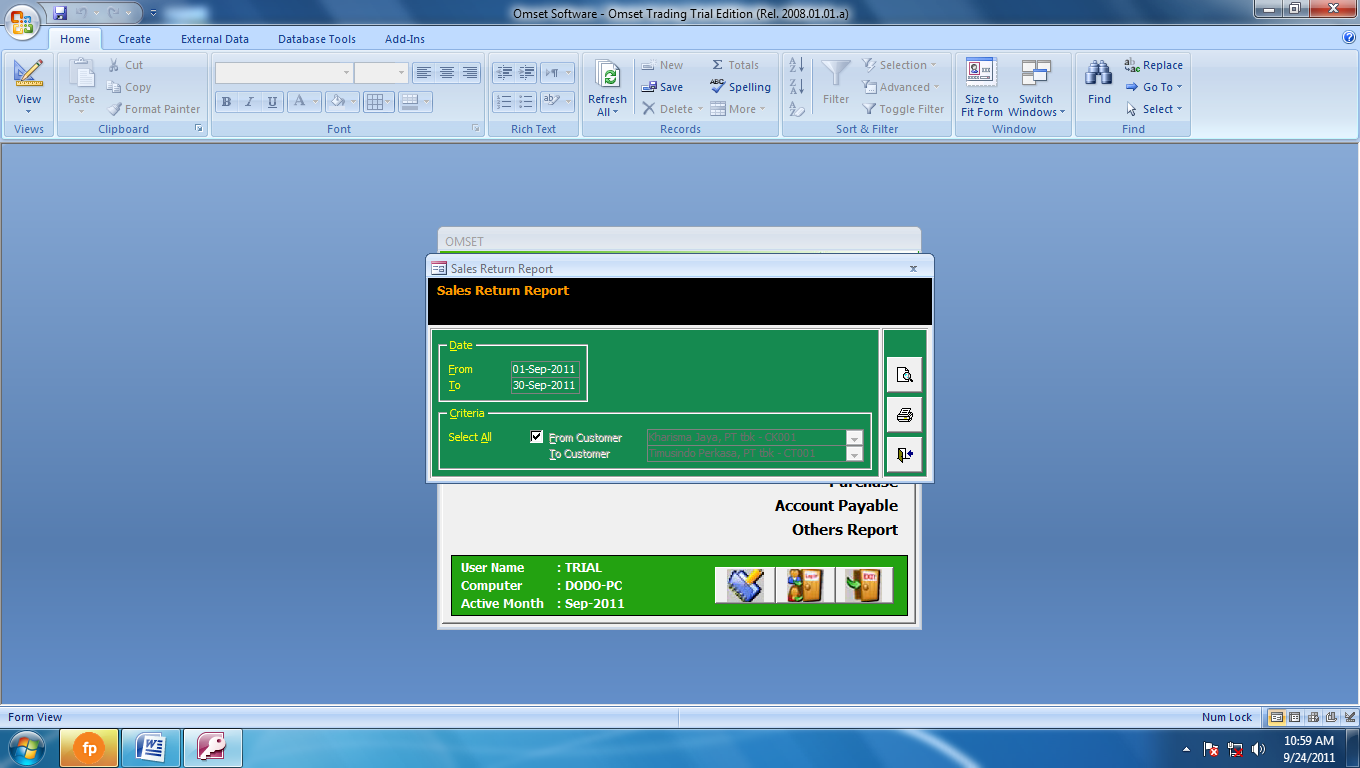 Omset Software - Omset Trading Trial Edition (Rel. 2008.01.01.a)
Home Create External Data Database Tools Add-Ins
View
Views
Paste
Cut
Copy
Format Painter
Clipboard
B I U A
Font
Rich Text
Refresh
All
New
Save
Delete
Totals
Spelling
More
Records
Filter
Selection
Advanced
Toggle Filter
Sort & Filter
Size to
Fit Form
Switch
Windows
Window
Find
Replace
Go To
Select
Find
OMSET
Sales Return Report
Sales Return Report
Date
From 01-Sep-2011
To 30-Sep-2011
Criteria
Select All From Customer Kharisma Jaya, PT tbk - CK001
To Customer Timusindo Perkasa, PT tbk - CT001
Purchase
Account Payable
Others Report
User Name : TRIAL
Computer : DODO-PC
Active Month : Sep-2011
EXIT
Form View
Num Lock
fp
10:59 AM
9/24/2011